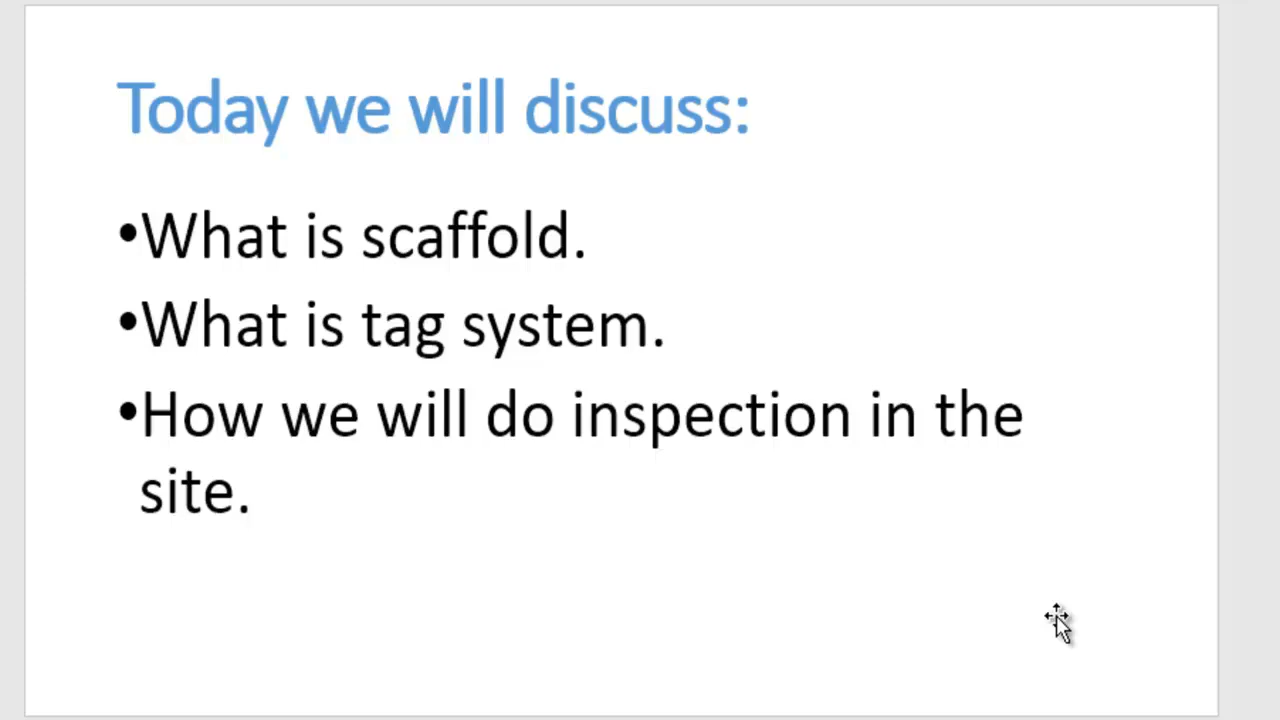 Today we will discuss:
•What is scaffold.
•What is tag system.
•How we will do inspection in the
site.